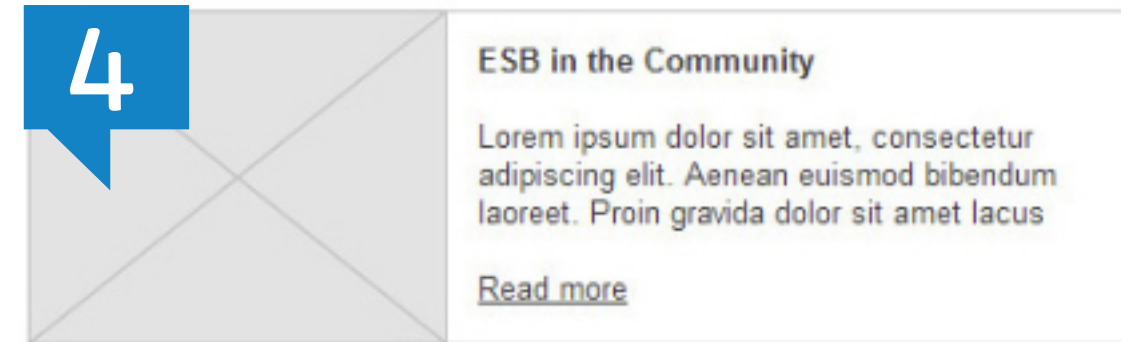 4
ESB in the Community
Lorem ipsum dolor sit amet, consectetur
adipiscing elit. Aenean euismod bibendum
laoreet. Proin gravida dolor sit amet lacus
Read more